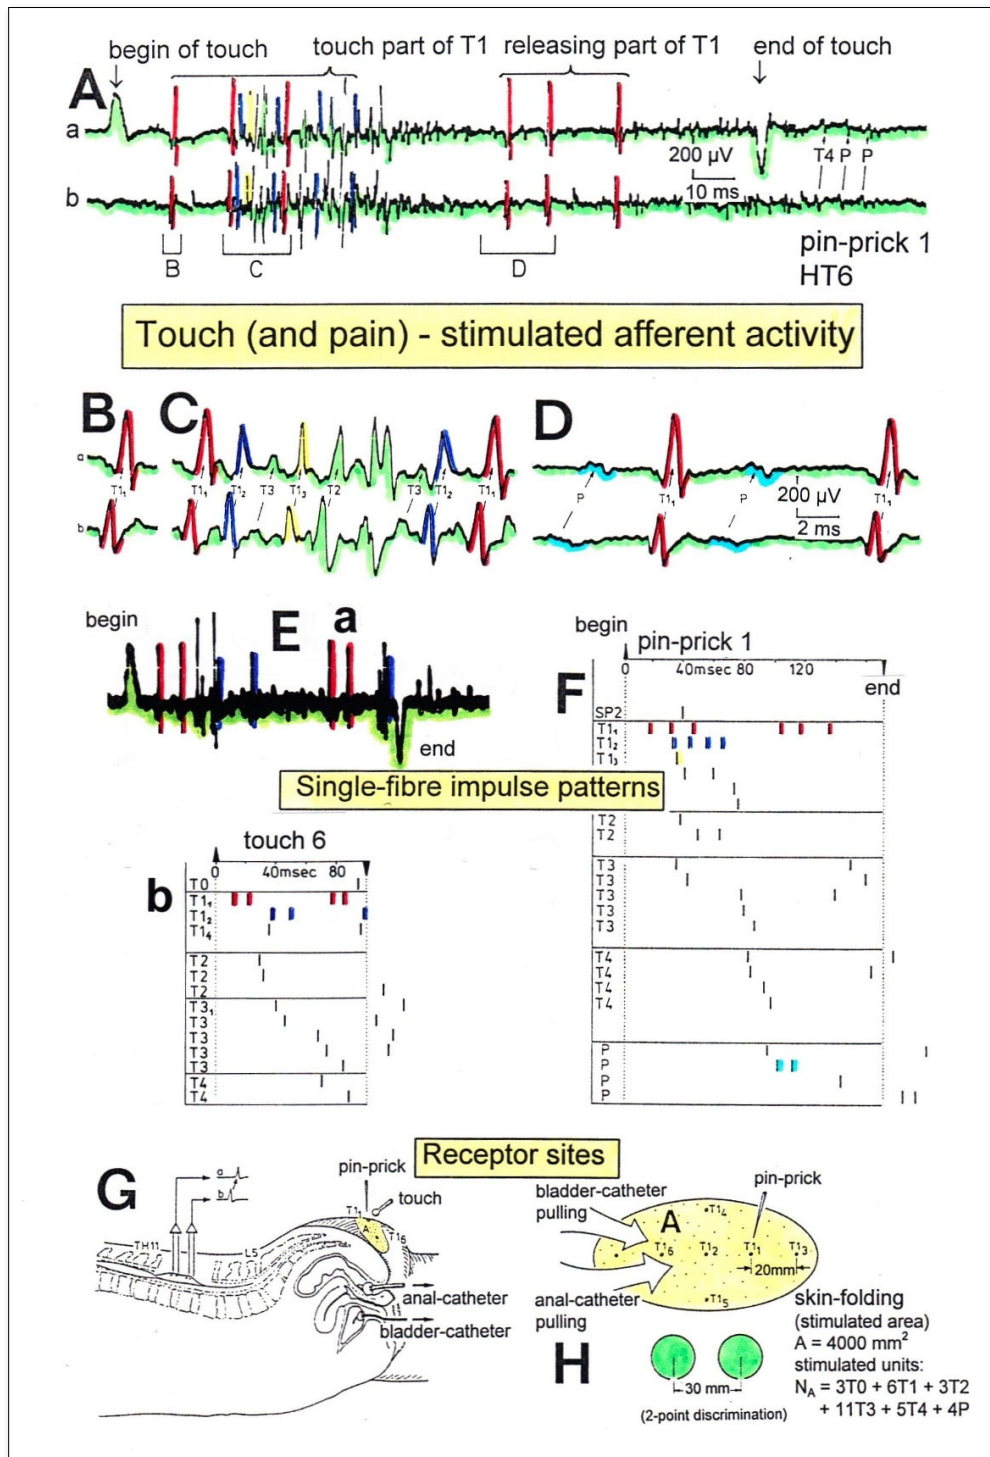 begin of touch
touch part of T1
releasing part of T1
end of touch
A
a
200 µV
10 ms
T4 P P
b
B
C
D
pin-prick 1
HT6
Touch (and pain) - stimulated afferent activity
B
C
D
a
T1₁ T1₁ T1₂ T3 T1₃ T2 T3 T1₂ T1₁
P T1₁ P T1₁
200 µV
2 ms
b
begin
E
a
end
begin
pin-prick 1
F
0 40msec 80 120
end
SP2
T1₁
T1₂
T1₃
T2
T2
T3
T3
T3
T3
T3
T4
T4
T4
T4
P
P
P
P
Single-fibre impulse patterns
touch 6
b
0 40msec 80
T0
T1₁
T1₂
T1₄
T2
T2
T2
T3₁
T3
T3
T3
T3
T4
T4
Receptor sites
G
a
b
pin-prick
touch
T1₁
A
T1₆
TH11
L5
anal-catheter
bladder-catheter
bladder-catheter
pulling
pin-prick
A
T1₄
T1₆ T1₂ T1₁ T1₃
20mm
T1₅
anal-catheter
pulling
H
30 mm
(2-point discrimination)
skin-folding
(stimulated area)
A = 4000 mm²
stimulated units:
N_A = 3T0 + 6T1 + 3T2
+ 11T3 + 5T4 + 4P